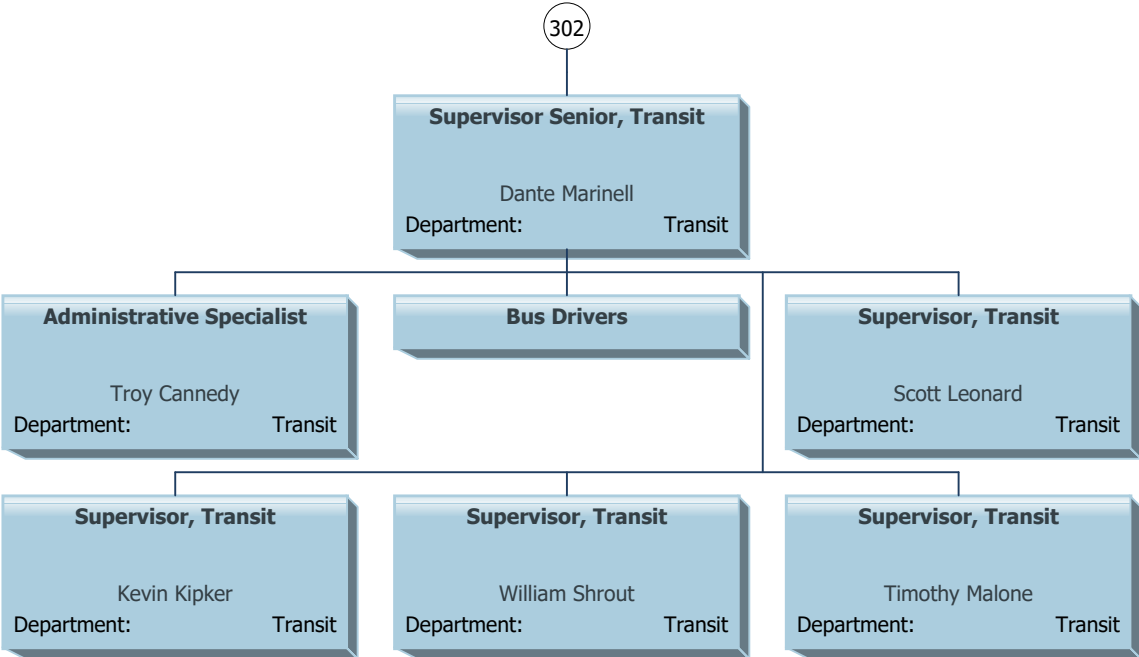 302
Supervisor Senior, Transit
Dante Marinell
Department: Transit
Administrative Specialist
Troy Cannedy
Department: Transit
Bus Drivers
Supervisor, Transit
Scott Leonard
Department: Transit
Supervisor, Transit
Kevin Kipker
Department: Transit
Supervisor, Transit
William Shrout
Department: Transit
Supervisor, Transit
Timothy Malone
Department: Transit